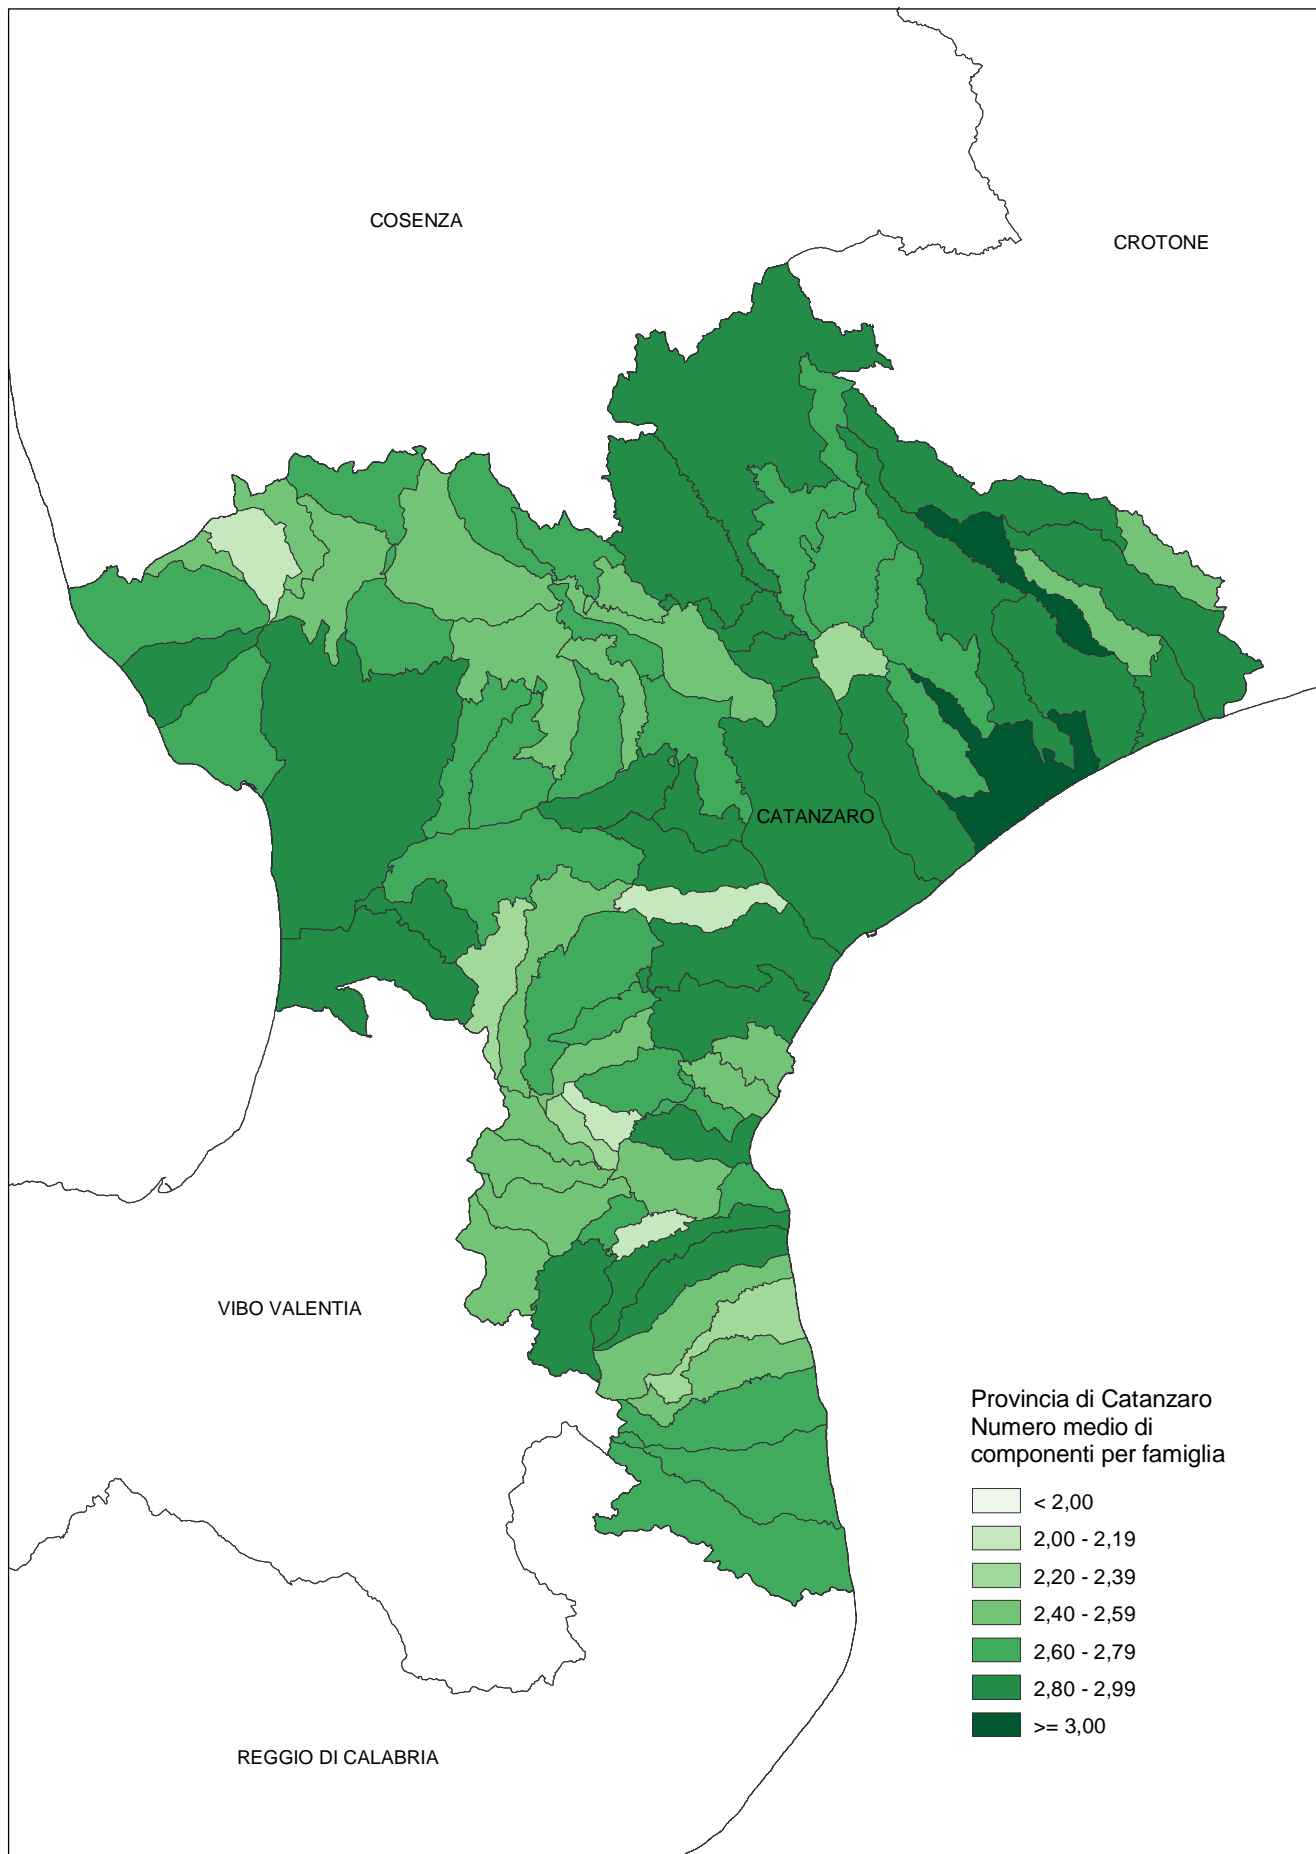 COSENZA
CROTONE
CATANZARO
VIBO VALENTIA
Provincia di Catanzaro
Numero medio di
componenti per famiglia
< 2,00
2,00 - 2,19
2,20 - 2,39
2,40 - 2,59
2,60 - 2,79
2,80 - 2,99
>= 3,00
REGGIO DI CALABRIA